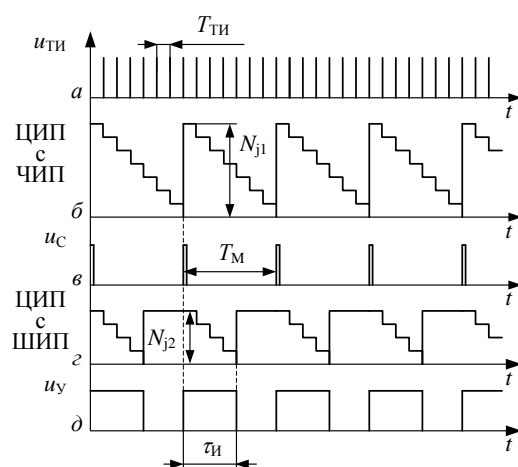 u_ТИ
T_ТИ
а
t
ЦИП
с
ЧИП
N_j1
б
t
u_С
T_М
в
t
ЦИП
с
ШИП
N_j2
г
t
u_У
д
t
τ_И